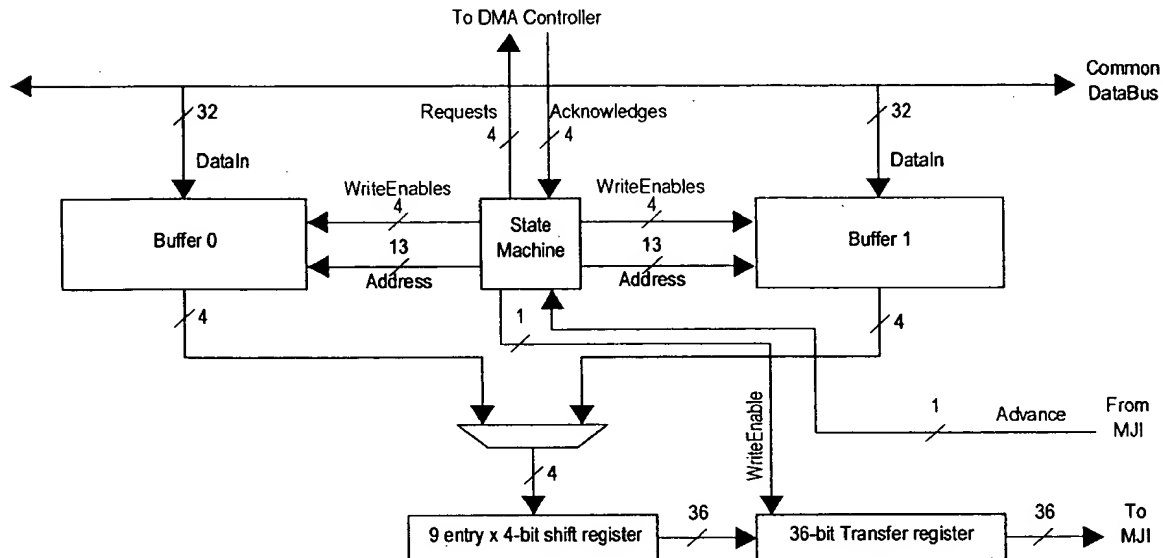 To DMA Controller
Common
DataBus
32
Requests
4
Acknowledges
4
32
DataIn
DataIn
WriteEnables
4
WriteEnables
4
Buffer 0
State
Machine
Buffer 1
13
Address
13
Address
4
1
4
1
Advance
From
MJI
WriteEnable
4
9 entry x 4-bit shift register
36
36-bit Transfer register
36
To
MJI